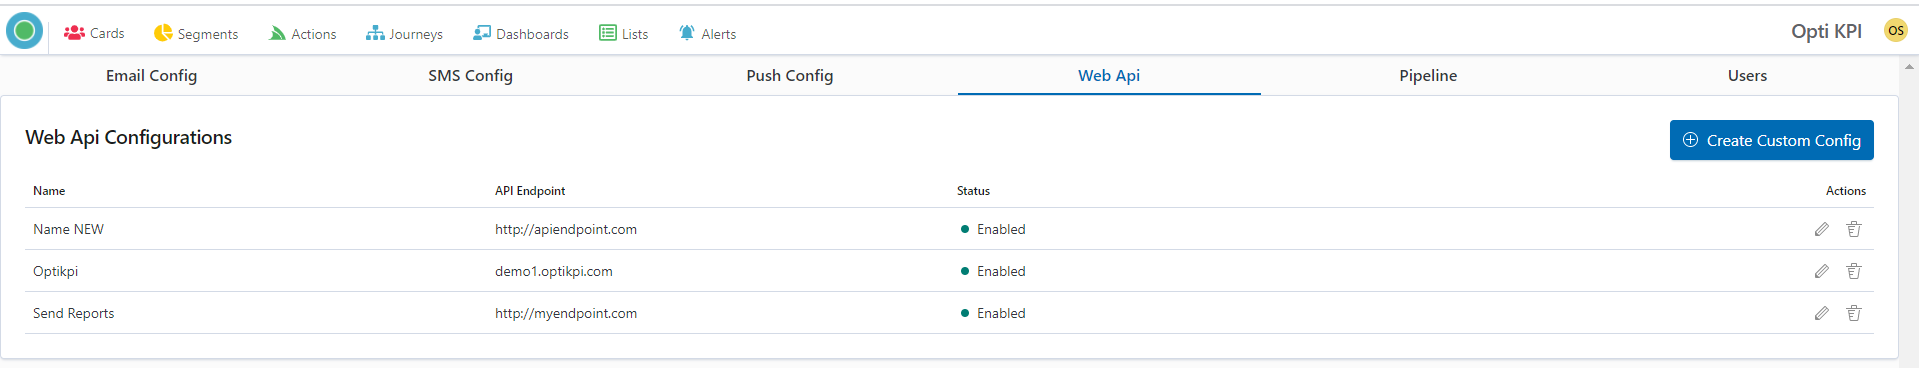 Cards Segments Actions Journeys Dashboards Lists Alerts Opti KPI OS
Email Config SMS Config Push Config Web Api Pipeline Users
Web Api Configurations Create Custom Config
Name API Endpoint Status Actions
Name NEW http://apiendpoint.com Enabled
Optikpi demo1.optikpi.com Enabled
Send Reports http://myendpoint.com Enabled